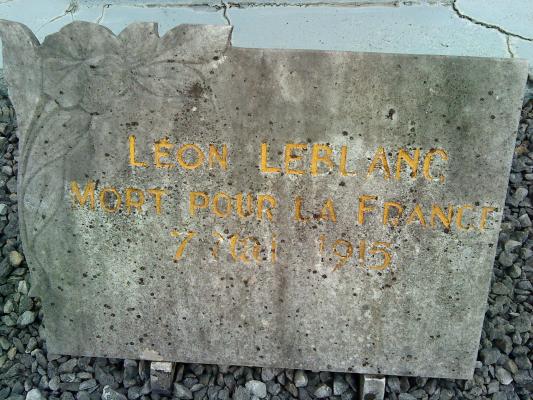 LÉON LEBLANC
MORT POUR LA FRANCE
7 MAI 1915